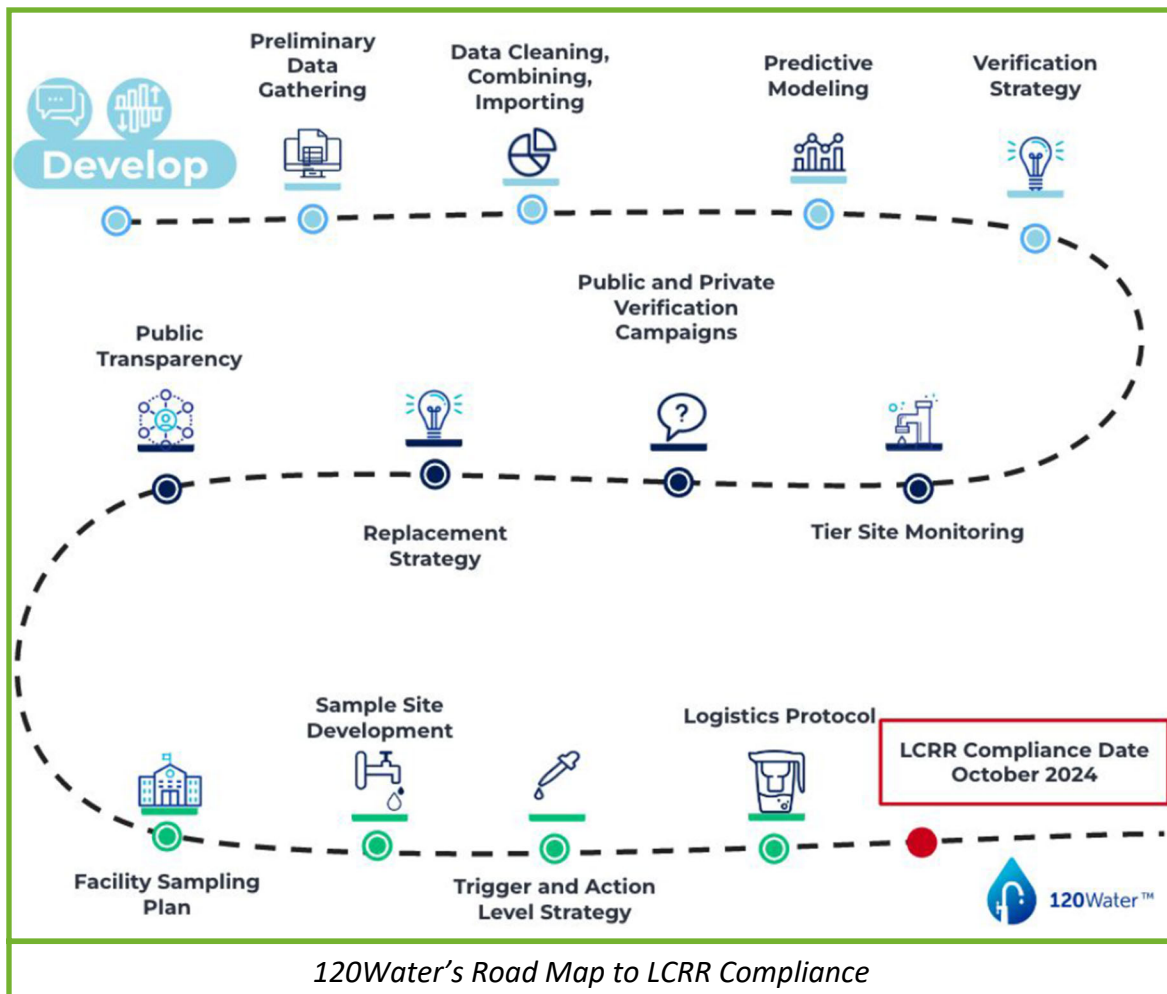 Develop
Preliminary
Data
Gathering
Data Cleaning,
Combining,
Importing
Predictive
Modeling
Verification
Strategy
Public
Transparency
Replacement
Strategy
Public and Private
Verification
Campaigns
?
Tier Site Monitoring
Facility Sampling
Plan
Sample Site
Development
Trigger and Action
Level Strategy
Logistics Protocol
LCRR Compliance Date
October 2024
120Water™
120Water's Road Map to LCRR Compliance